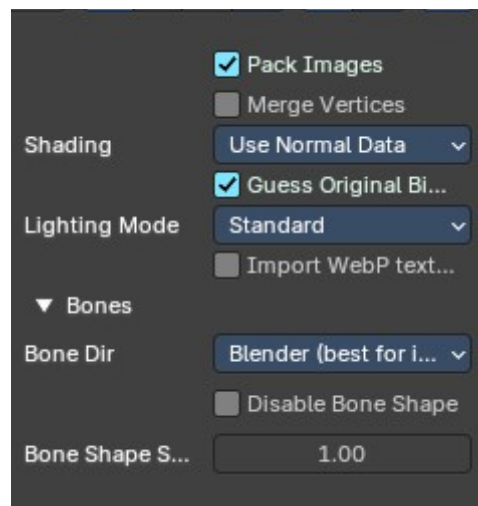 Pack Images
Merge Vertices
Shading Use Normal Data
Guess Original Bi...
Lighting Mode Standard
Import WebP text...
Bones
Bone Dir Blender (best for i...
Disable Bone Shape
Bone Shape S... 1.00